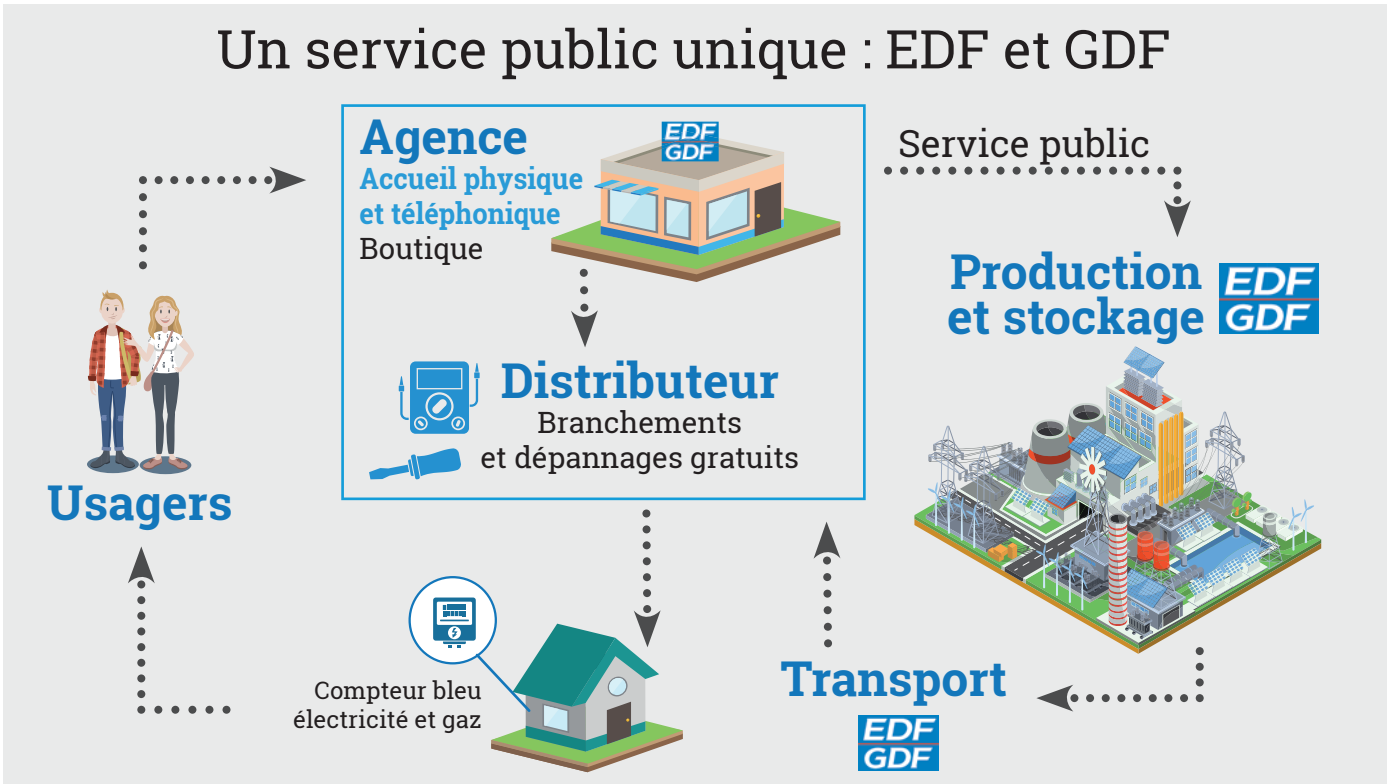 Un service public unique : EDF et GDF
Agence
Accueil physique
et téléphonique
Boutique
EDF
GDF
Service public
Production
et stockage
EDF
GDF
Distributeur
Branchements
et dépannages gratuits
Usagers
Compteur bleu
électricité et gaz
Transport
EDF
GDF